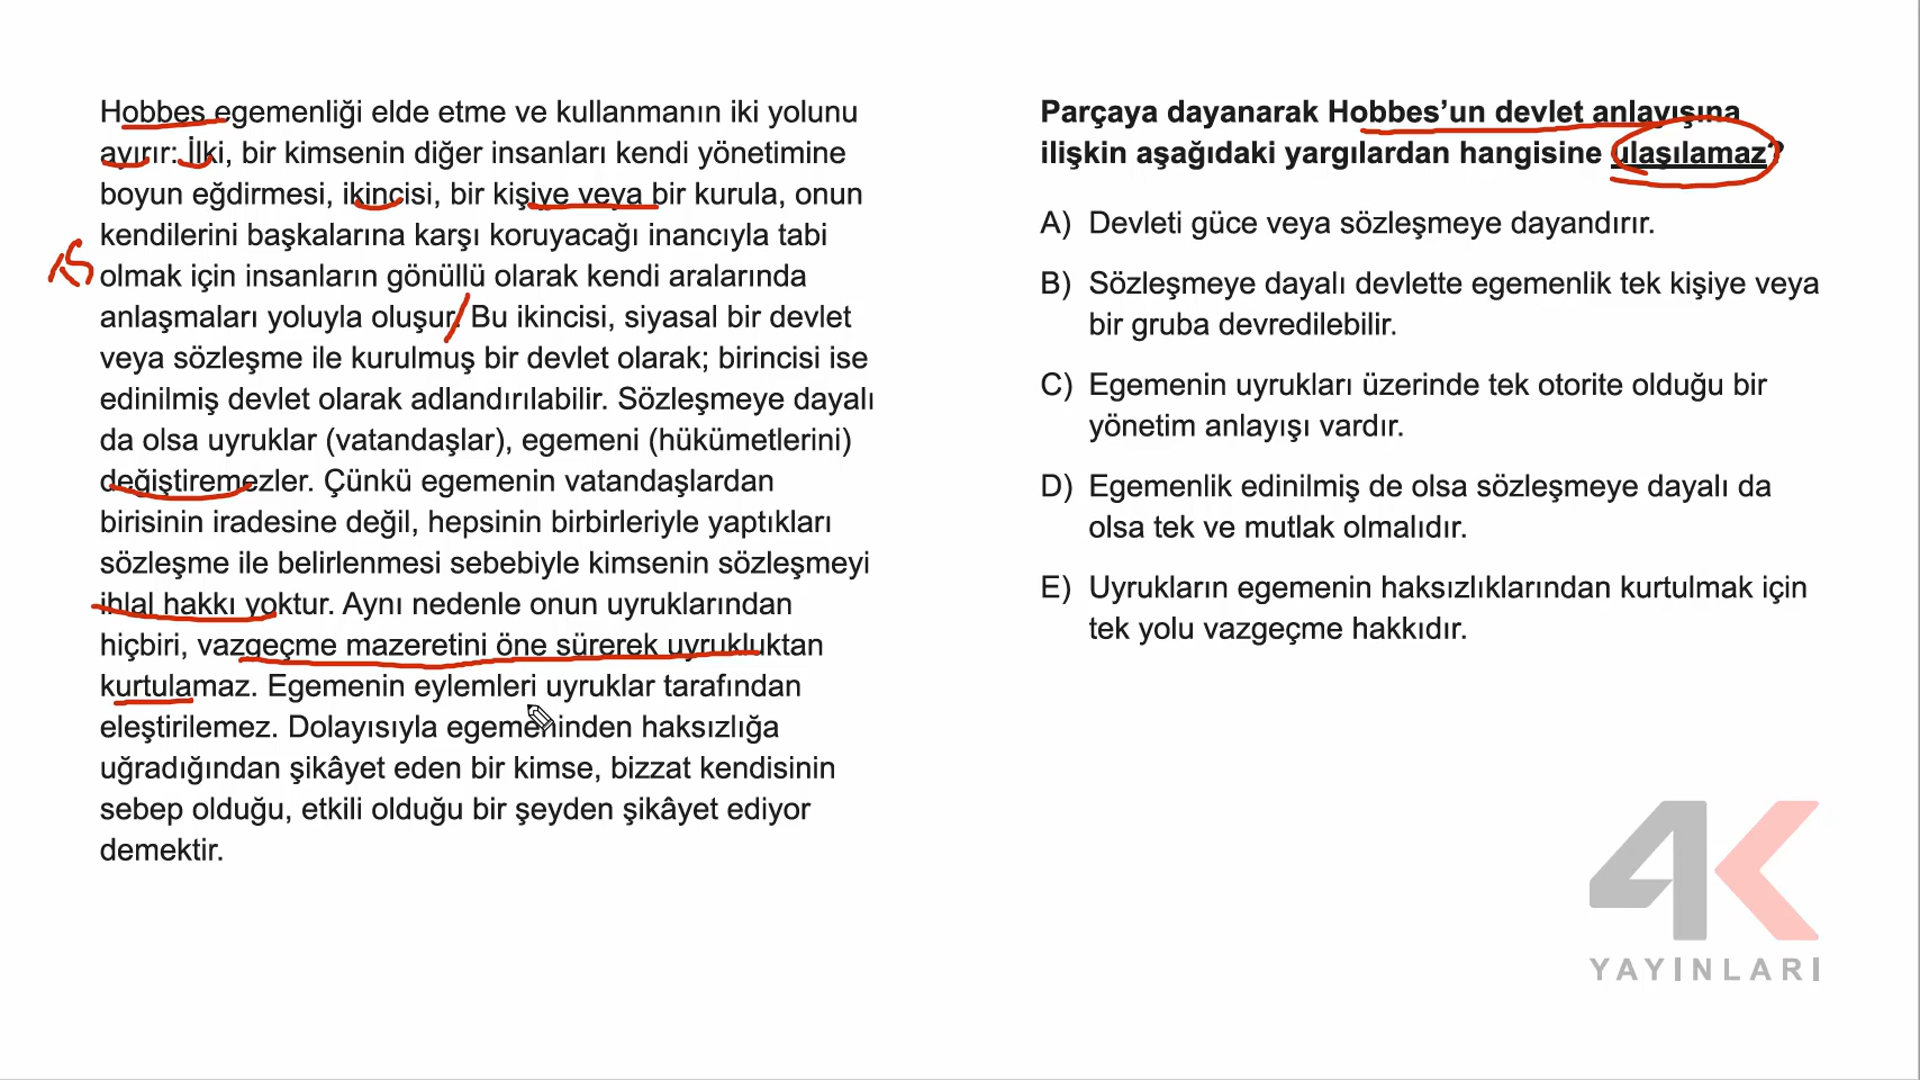 Hobbes egemenliği elde etme ve kullanmanın iki yolunu
ayırır: İlki, bir kimsenin diğer insanları kendi yönetimine
boyun eğdirmesi, ikincisi, bir kişiye veya bir kurula, onun
kendilerini başkalarına karşı koruyacağı inancıyla tabi
olmak için insanların gönüllü olarak kendi aralarında
anlaşmaları yoluyla oluşur. Bu ikincisi, siyasal bir devlet
veya sözleşme ile kurulmuş bir devlet olarak; birincisi ise
edinilmiş devlet olarak adlandırılabilir. Sözleşmeye dayalı
da olsa uyruklar (vatandaşlar), egemeni (hükümetlerini)
değiştiremezler. Çünkü egemenin vatandaşlardan
birisinin iradesine değil, hepsinin birbirleriyle yaptıkları
sözleşme ile belirlenmesi sebebiyle kimsenin sözleşmeyi
ihlal hakkı yoktur. Aynı nedenle onun uyruklarından
hiçbiri, vazgeçme mazeretini öne sürerek uyrukluktan
kurtulamaz. Egemenin eylemleri uyruklar tarafından
eleştirilemez. Dolayısıyla egemeninden haksızlığa
uğradığından şikâyet eden bir kimse, bizzat kendisinin
sebep olduğu, etkili olduğu bir şeyden şikâyet ediyor
demektir.
Parçaya dayanarak Hobbes’un devlet anlayışına
ilişkin aşağıdaki yargılardan hangisine ulaşılamaz?
A) Devleti güce veya sözleşmeye dayandırır.
B) Sözleşmeye dayalı devlette egemenlik tek kişiye veya
bir gruba devredilebilir.
C) Egemenin uyrukları üzerinde tek otorite olduğu bir
yönetim anlayışı vardır.
D) Egemenlik edinilmiş de olsa sözleşmeye dayalı da
olsa tek ve mutlak olmalıdır.
E) Uyrukların egemenin haksızlıklarından kurtulmak için
tek yolu vazgeçme hakkıdır.
4K
YAYINLARI